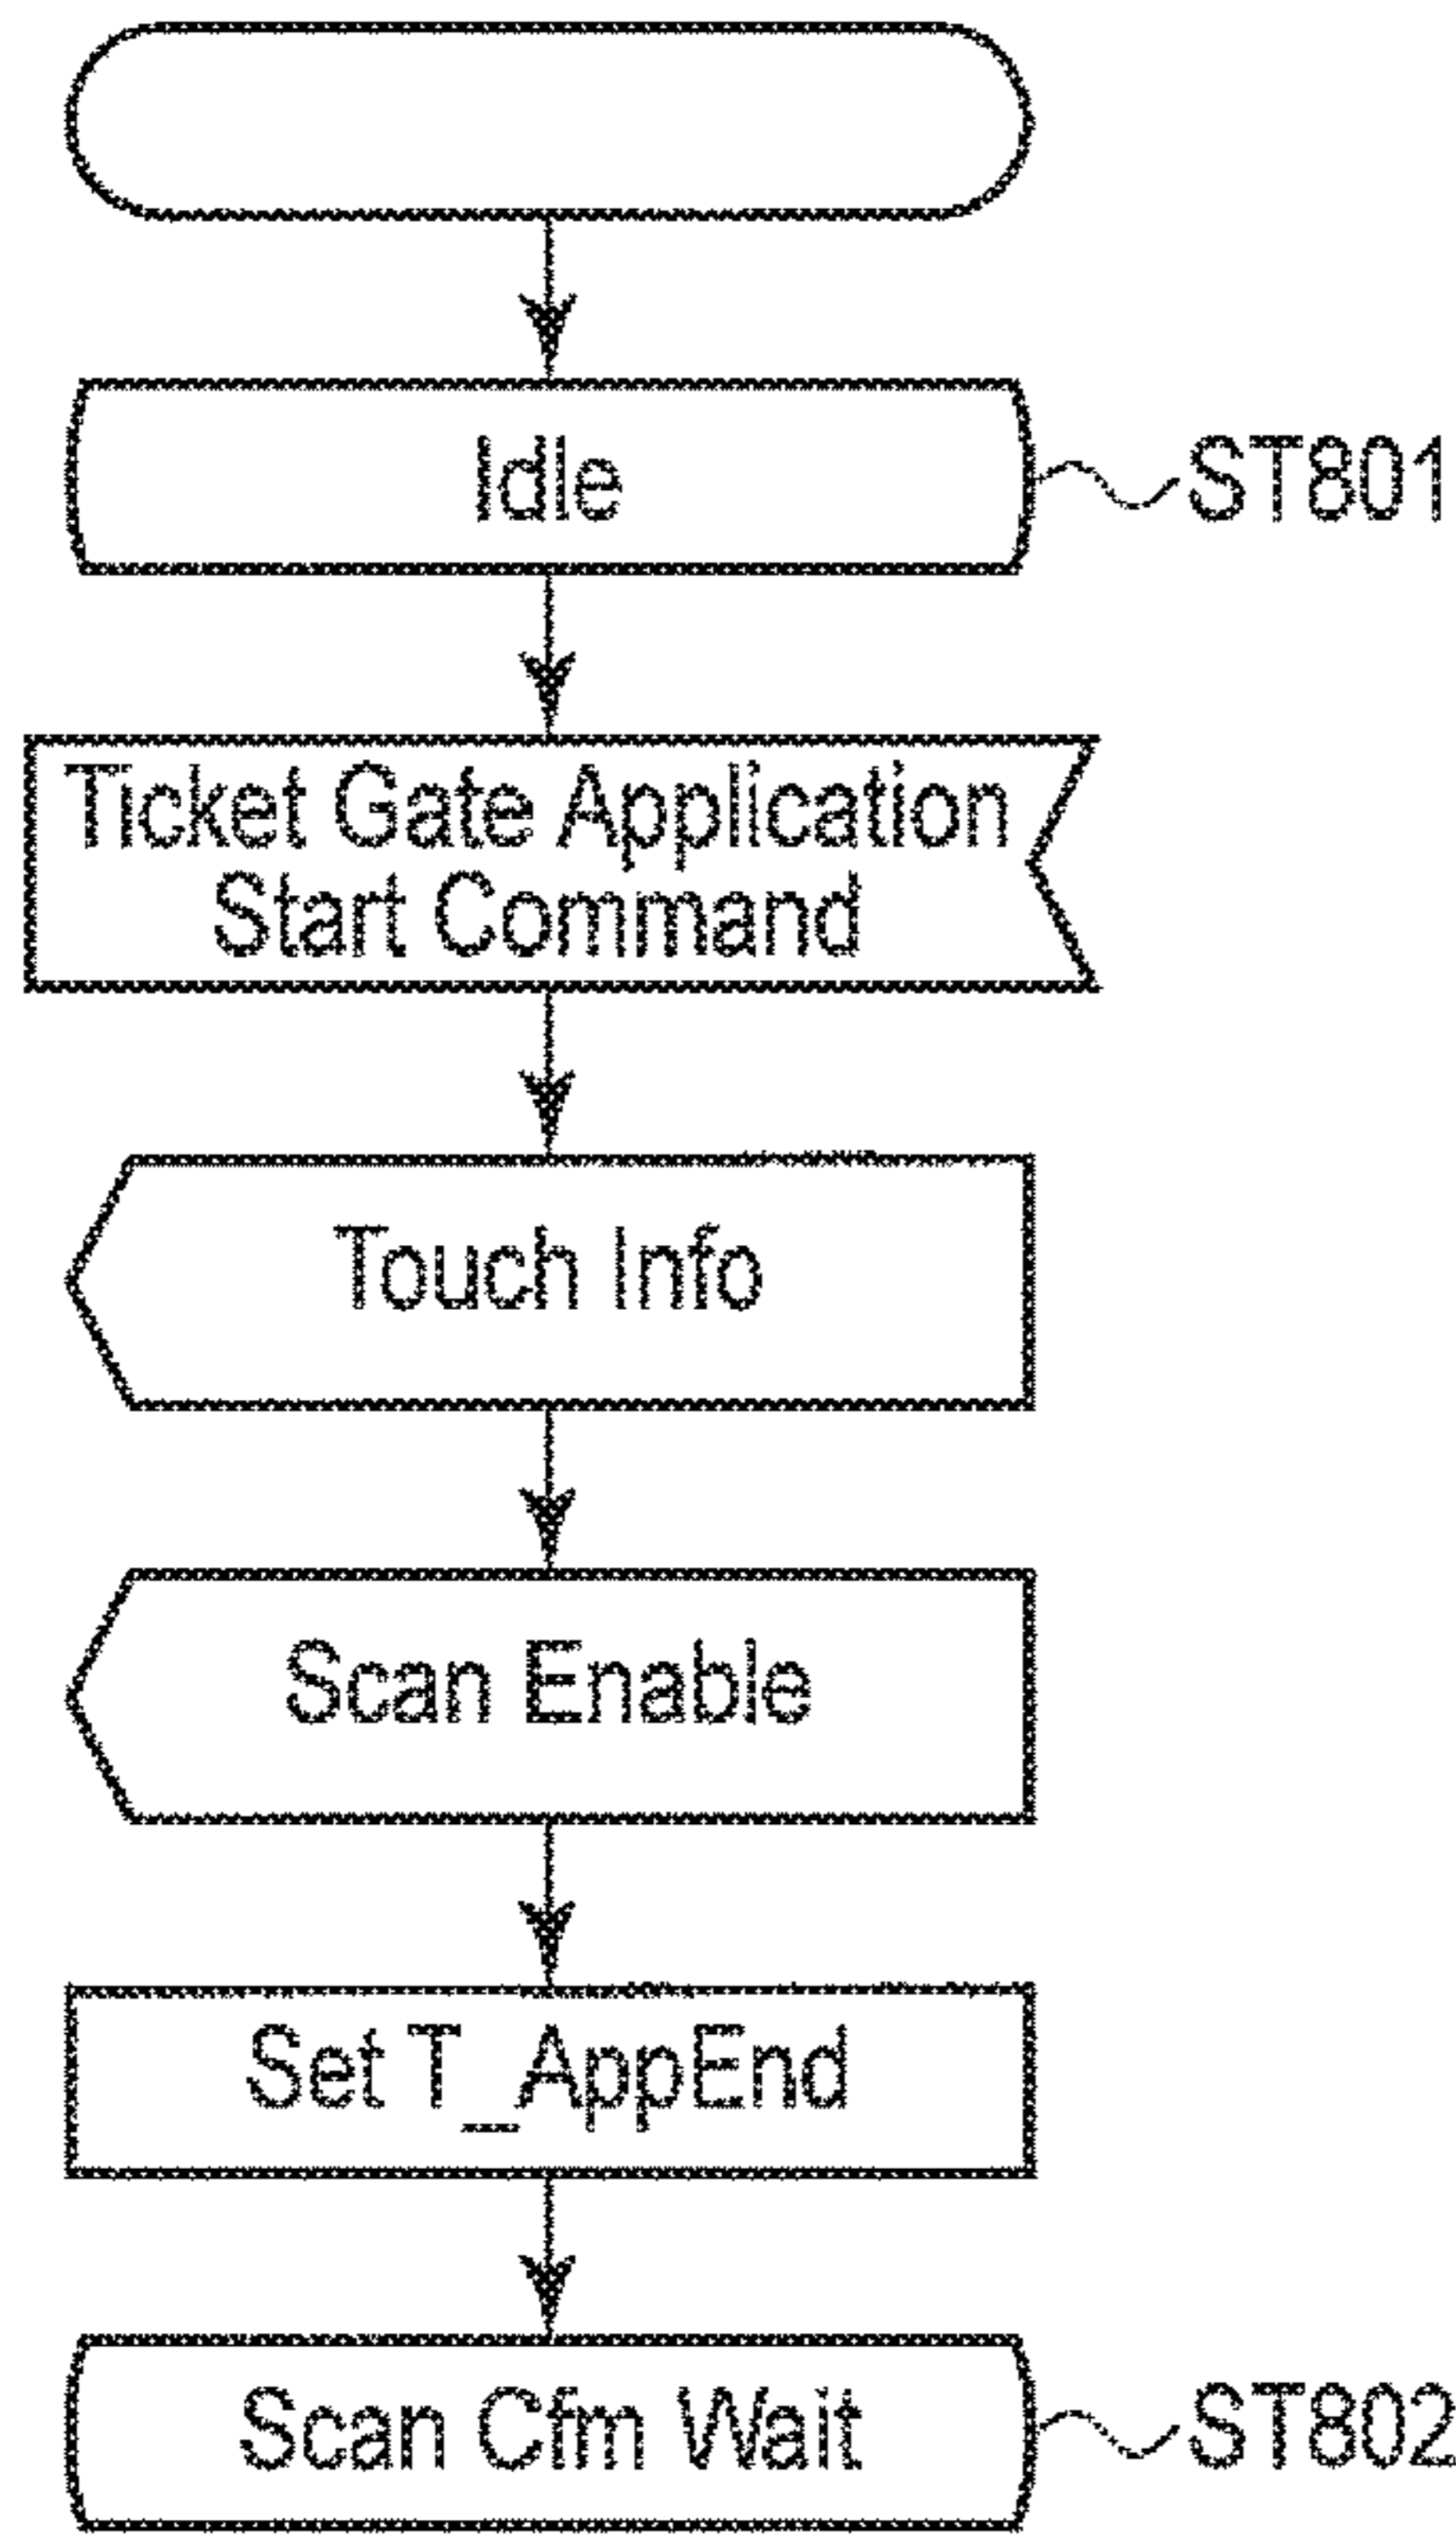 Idle
ST801
Ticket Gate Application
Start Command
Touch Info
Scan Enable
Set T_AppEnd
Scan Cfm Wait
ST802